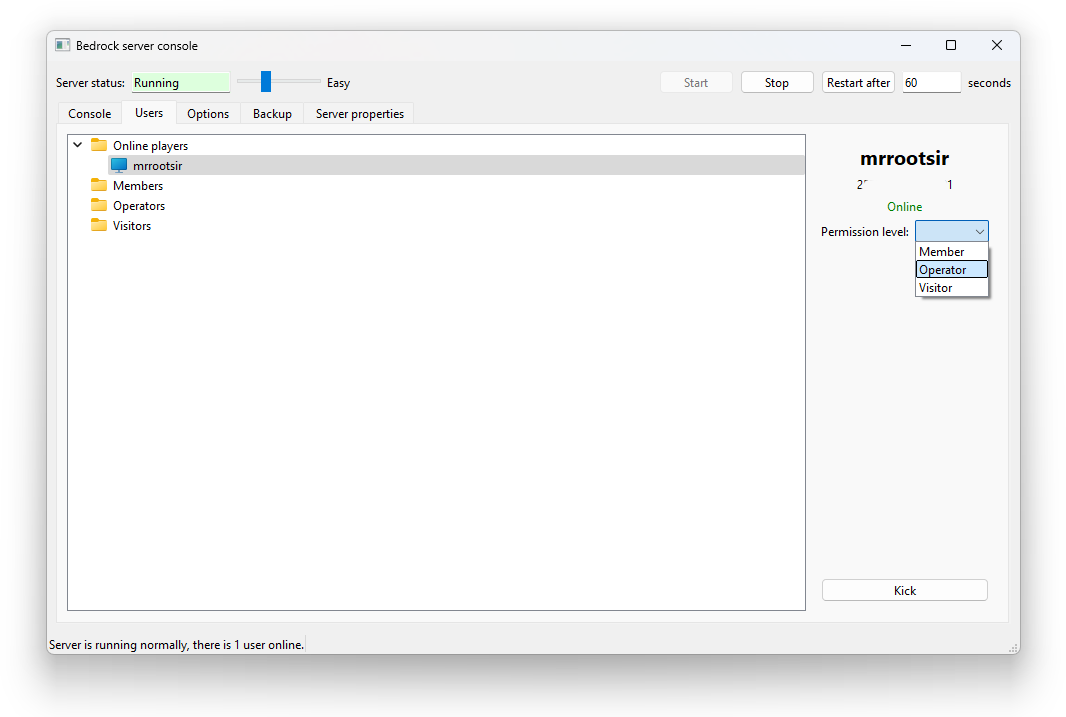 Bedrock server console
Server status: Running Easy Start Stop Restart after 60 seconds
Console Users Options Backup Server properties
Online players
mrrootsir
Members
Operators
Visitors
mrrootsir
2 1
Online
Permission level:
Member
Operator
Visitor
Kick
Server is running normally, there is 1 user online.